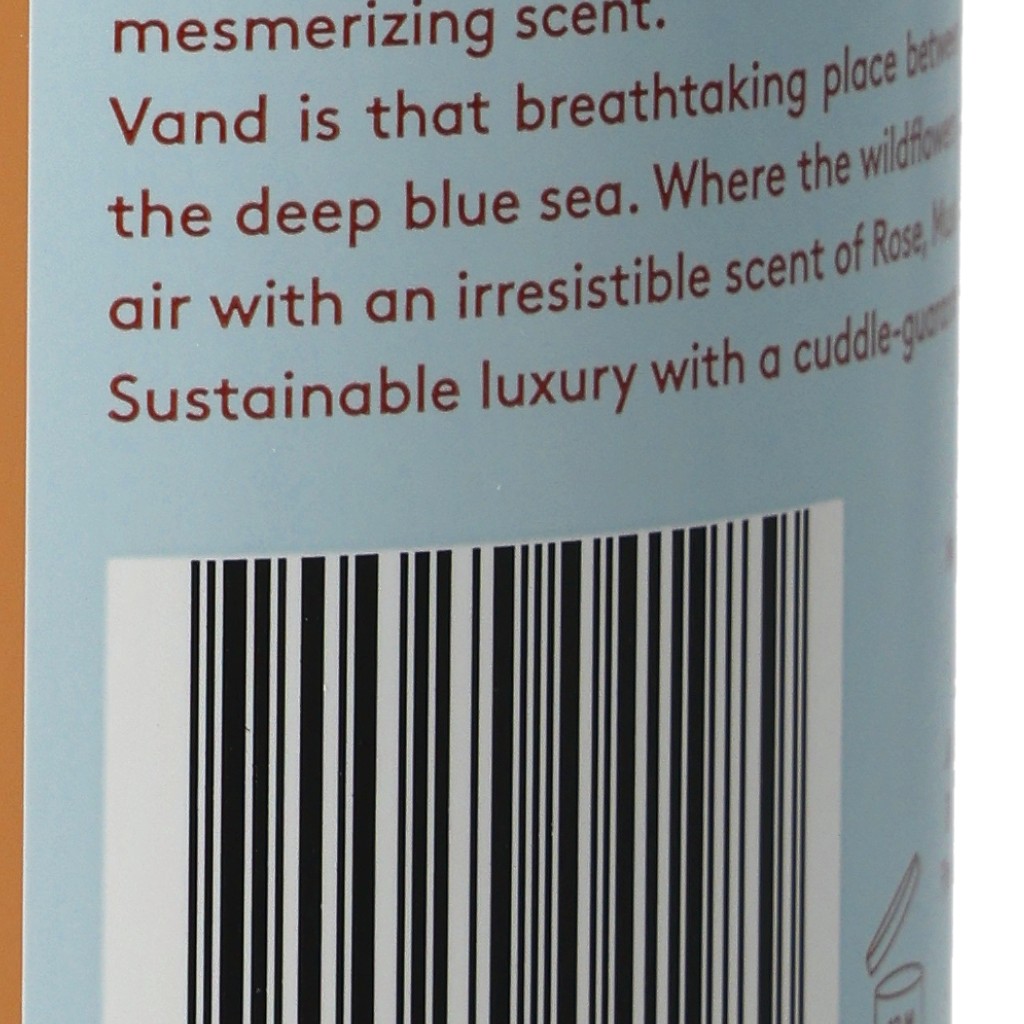 mesmerizing scent.
Vand is that breathtaking place
the deep blue sea. Where the
air with an irresistible scent of Rose,
Sustainable luxury with a